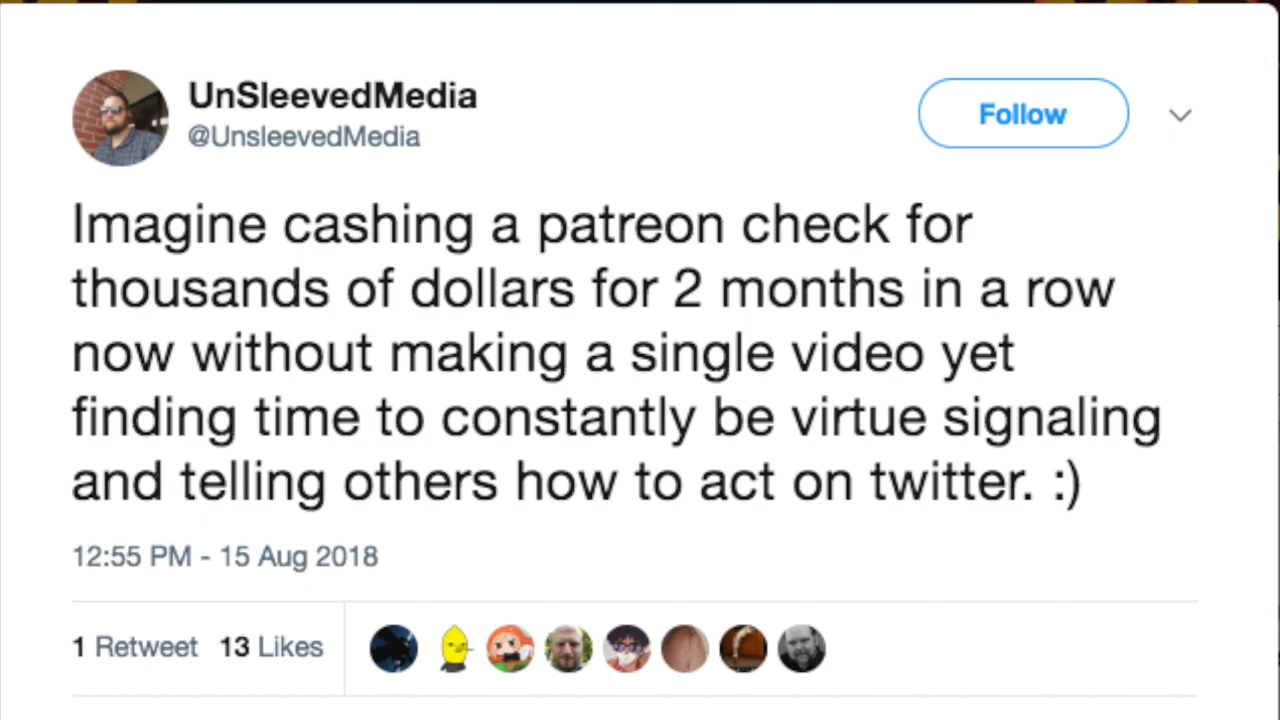 UnSleevedMedia
@UnsleevedMedia
Follow
Imagine cashing a patreon check for
thousands of dollars for 2 months in a row
now without making a single video yet
finding time to constantly be virtue signaling
and telling others how to act on twitter. :)
12:55 PM - 15 Aug 2018
1 Retweet 13 Likes